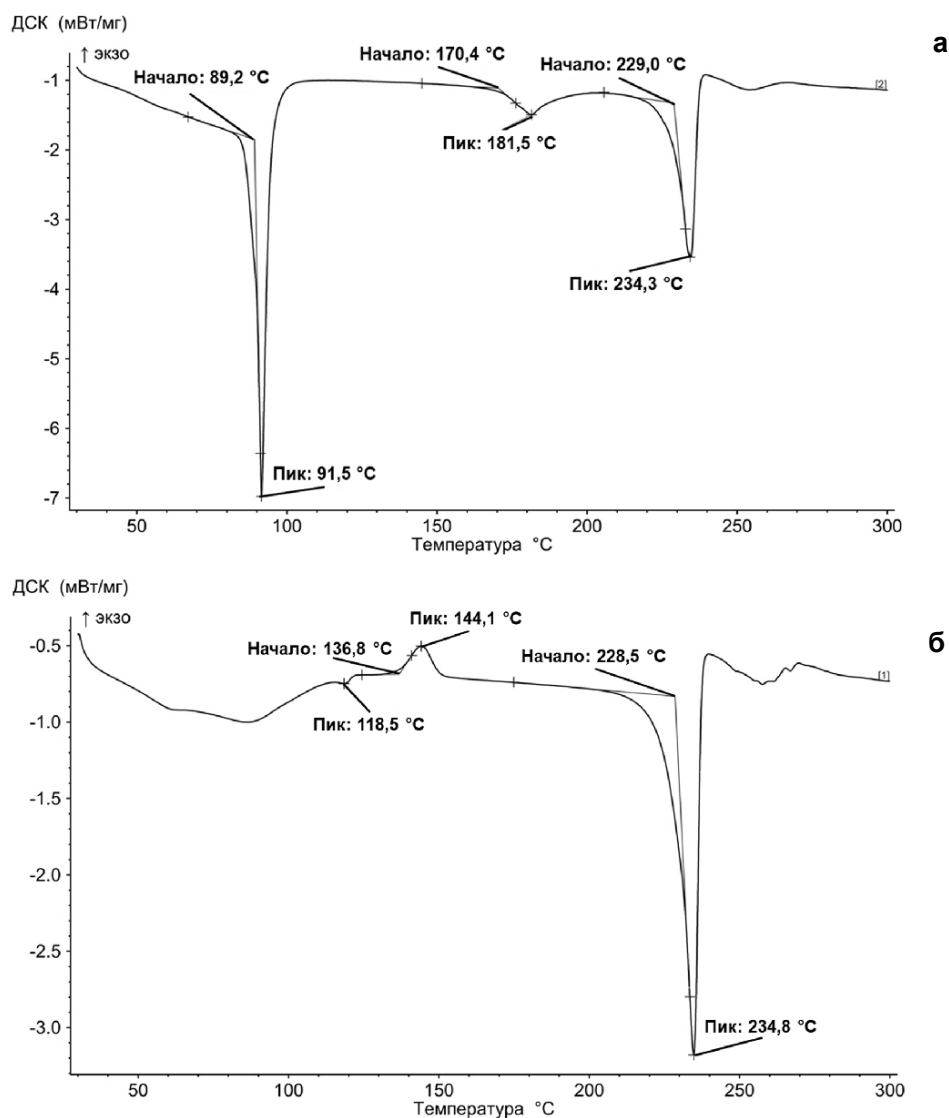 ДСК (мВт/мг)
а
↑ экзо
Начало: 89,2 °C
Начало: 170,4 °C
Начало: 229,0 °C
-1
[2]
Пик: 181,5 °C
-2
-3
Пик: 234,3 °C
-4
-5
-6
Пик: 91,5 °C
-7
50
100
150
200
250
300
Температура °C
ДСК (мВт/мг)
↑ экзо
б
Пик: 144,1 °C
-0.5
Начало: 136,8 °C
Начало: 228,5 °C
[1]
Пик: 118,5 °C
-1.0
-1.5
-2.0
-2.5
-3.0
Пик: 234,8 °C
50
100
150
200
250
300
Температура °C